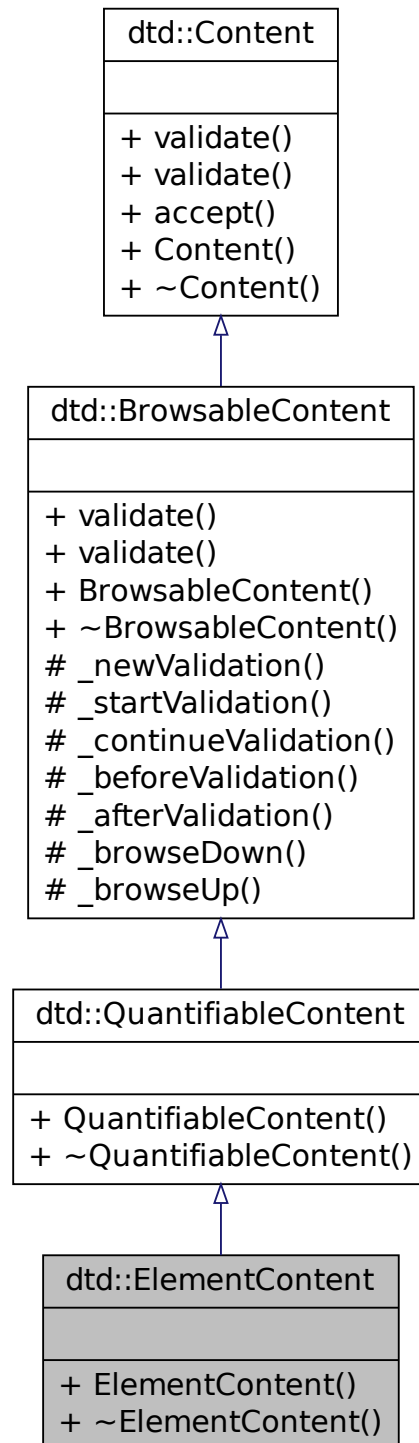 dtd::Content
+ validate()
+ validate()
+ accept()
+ Content()
+ ~Content()
dtd::BrowsableContent
+ validate()
+ validate()
+ BrowsableContent()
+ ~BrowsableContent()
# _newValidation()
# _startValidation()
# _continueValidation()
# _beforeValidation()
# _afterValidation()
# _browseDown()
# _browseUp()
dtd::QuantifiableContent
+ QuantifiableContent()
+ ~QuantifiableContent()
dtd::ElementContent
+ ElementContent()
+ ~ElementContent()